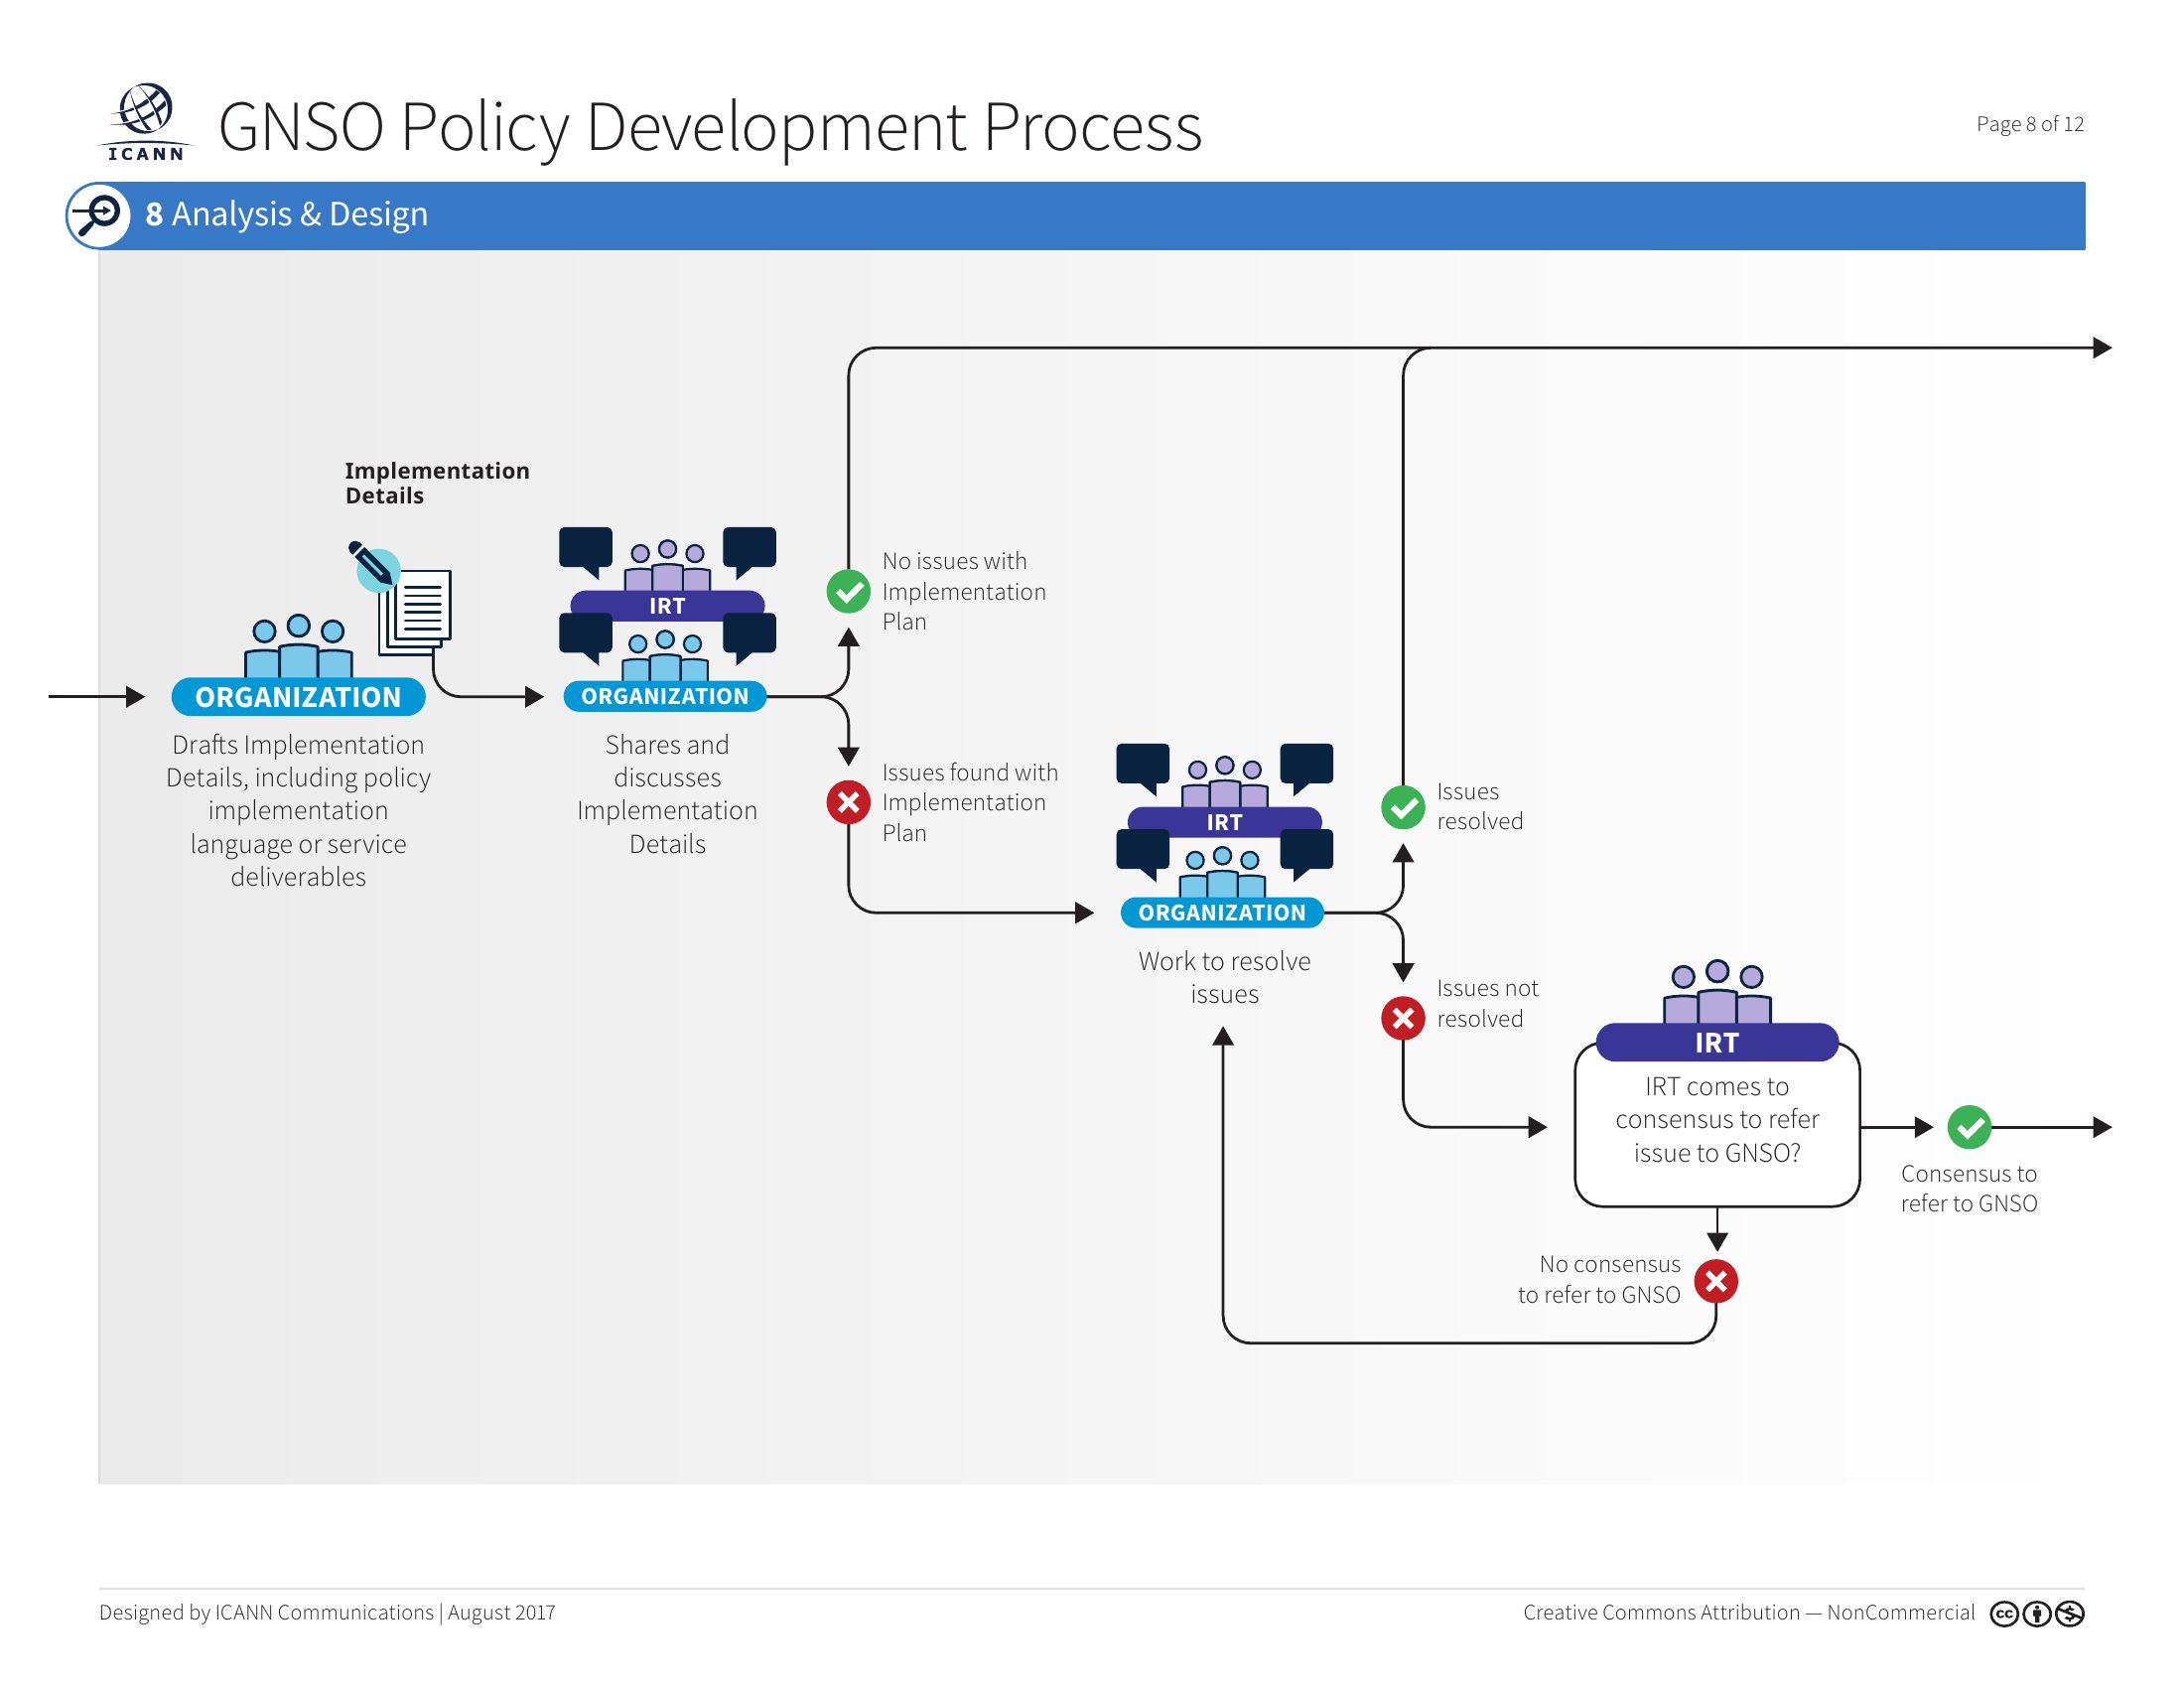 ICANN
GNSO Policy Development Process
Page 8 of 12
8 Analysis & Design
Implementation
Details
ORGANIZATION
Drafts Implementation
Details, including policy
implementation
language or service
deliverables
IRT
ORGANIZATION
Shares and
discusses
Implementation
Details
No issues with
Implementation
Plan
Issues found with
Implementation
Plan
IRT
ORGANIZATION
Work to resolve
issues
Issues
resolved
Issues not
resolved
IRT
IRT comes to
consensus to refer
issue to GNSO?
Consensus to
refer to GNSO
No consensus
to refer to GNSO
Designed by ICANN Communications | August 2017
Creative Commons Attribution — NonCommercial
cc